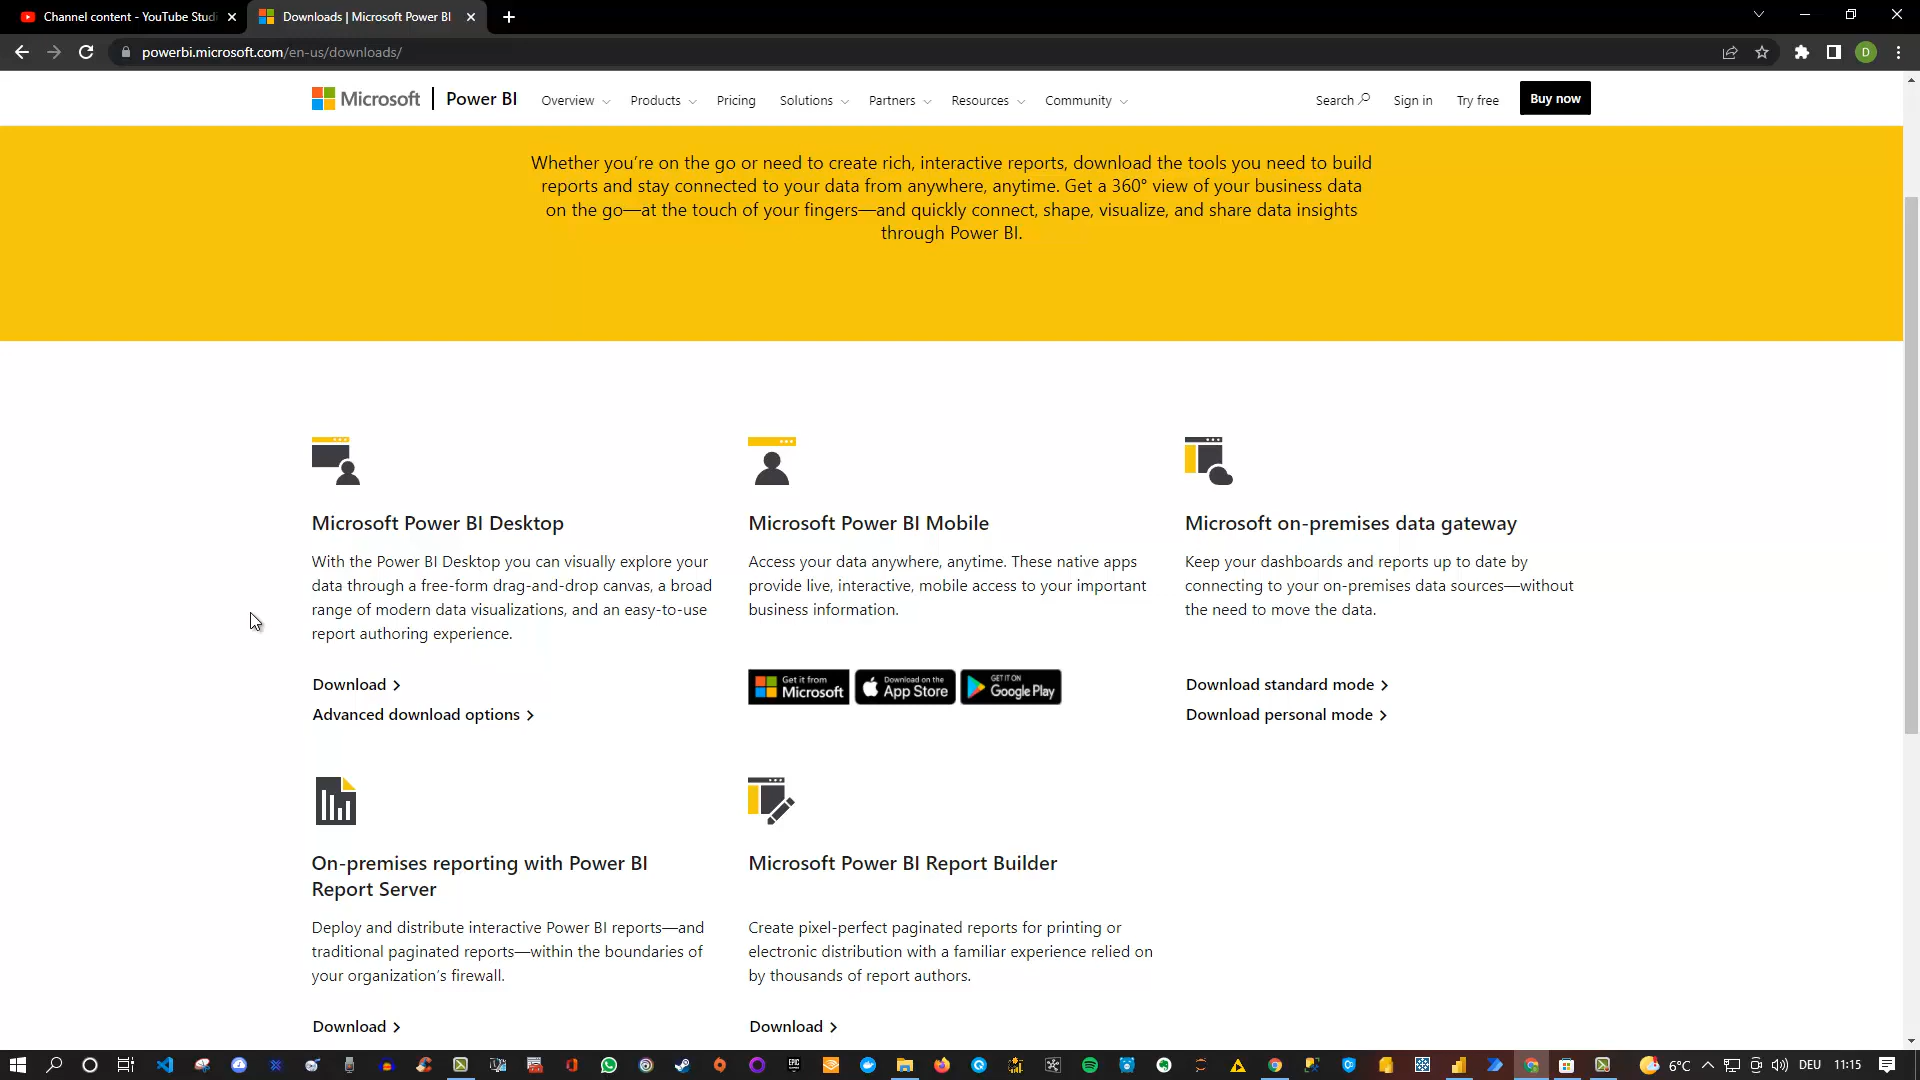 Channel content - YouTube Studi
Downloads | Microsoft Power BI
powerbi.microsoft.com/en-us/downloads/
D
Microsoft
Power BI
Overview
Products
Pricing
Solutions
Partners
Resources
Community
Search
Sign in
Try free
Buy now
Whether you're on the go or need to create rich, interactive reports, download the tools you need to build
reports and stay connected to your data from anywhere, anytime. Get a 360° view of your business data
on the go—at the touch of your fingers—and quickly connect, shape, visualize, and share data insights
through Power BI.
Microsoft Power BI Desktop
With the Power BI Desktop you can visually explore your
data through a free-form drag-and-drop canvas, a broad
range of modern data visualizations, and an easy-to-use
report authoring experience.
Download
Advanced download options
Microsoft Power BI Mobile
Access your data anywhere, anytime. These native apps
provide live, interactive, mobile access to your important
business information.
Get it from
Microsoft
Download on the
App Store
GET IT ON
Google Play
Microsoft on-premises data gateway
Keep your dashboards and reports up to date by
connecting to your on-premises data sources—without
the need to move the data.
Download standard mode
Download personal mode
On-premises reporting with Power BI
Report Server
Deploy and distribute interactive Power BI reports—and
traditional paginated reports—within the boundaries of
your organization's firewall.
Download
Microsoft Power BI Report Builder
Create pixel-perfect paginated reports for printing or
electronic distribution with a familiar experience relied on
by thousands of report authors.
Download
EPIC
6°C
DEU
11:15